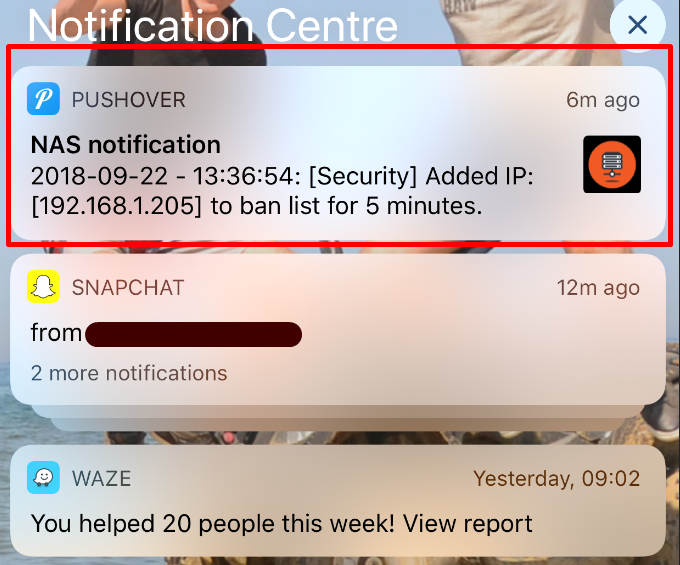 Notification Centre
PUSHOVER 6m ago
NAS notification
2018-09-22 - 13:36:54: [Security] Added IP:
[192.168.1.205] to ban list for 5 minutes.
SNAPCHAT 12m ago
from
2 more notifications
WAZE Yesterday, 09:02
You helped 20 people this week! View report